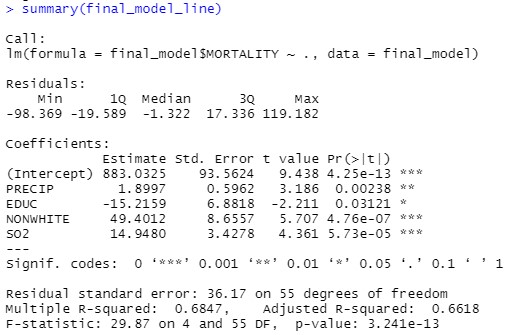 > summary(final_model_line)
Call:
lm(formula = final_model$MORTALITY ~ ., data = final_model)
Residuals:
    Min      1Q  Median      3Q     Max
-98.369 -19.589  -1.322  17.336 119.182
Coefficients:
            Estimate Std. Error t value Pr(>|t|)
(Intercept) 883.0325    93.5624   9.438 4.25e-13 ***
PRECIP        1.8997     0.5962   3.186  0.00238 **
EDUC        -15.2159     6.8818  -2.211  0.03121 *
NONWHITE     49.4012     8.6557   5.707 4.76e-07 ***
SO2          14.9480     3.4278   4.361 5.73e-05 ***
---
Signif. codes:  0 ‘***’ 0.001 ‘**’ 0.01 ‘*’ 0.05 ‘.’ 0.1 ‘ ’ 1
Residual standard error: 36.17 on 55 degrees of freedom
Multiple R-squared:  0.6847,    Adjusted R-squared:  0.6618
F-statistic: 29.87 on 4 and 55 DF,  p-value: 3.241e-13